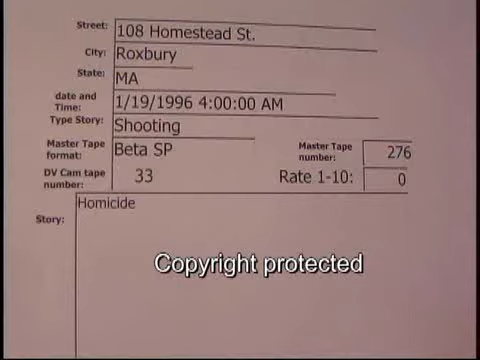 Street: 108 Homestead St.
City: Roxbury
State: MA
date and Time: 1/19/1996 4:00:00 AM
Type Story: Shooting
Master Tape format: Beta SP
Master Tape number: 276
DV Cam tape number: 33
Rate 1-10: 0
Story: Homicide
Copyright protected